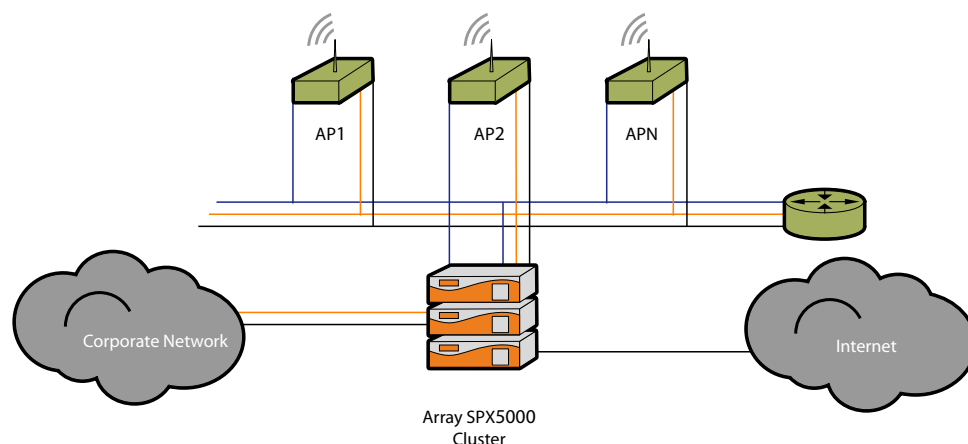 AP1
AP2
APN
Corporate Network
Internet
Array SPX5000
Cluster